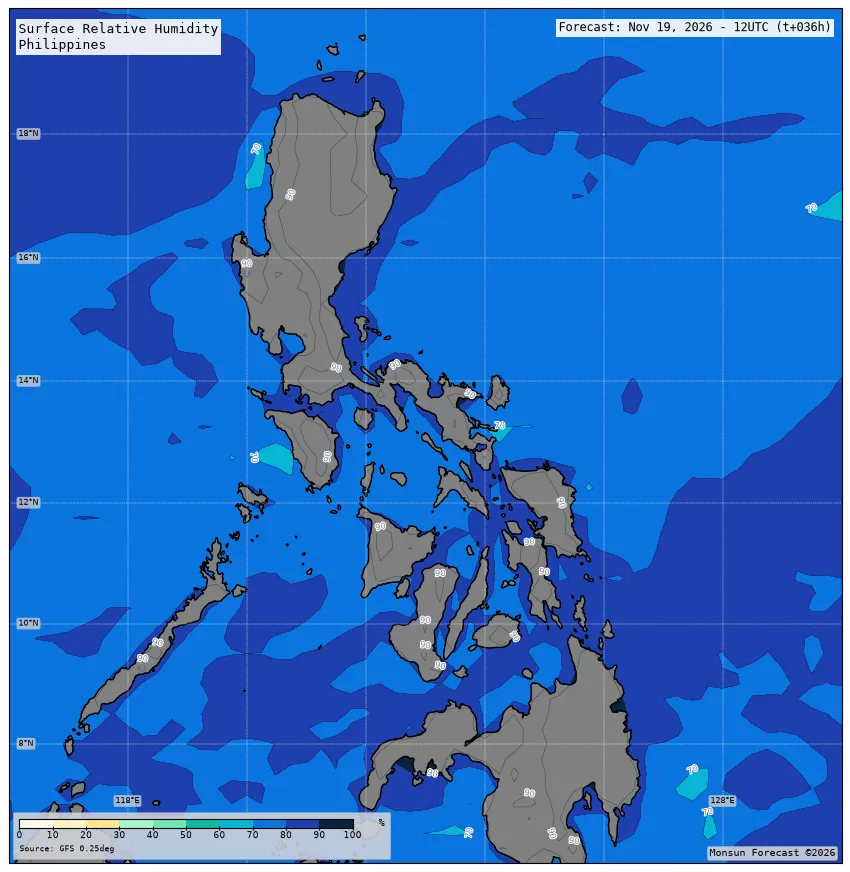 Surface Relative Humidity
Philippines
Forecast: Nov 19, 2026 - 12UTC (t+036h)
70
18°N
90
70
16°N
90
90
90
14°N
90
70
70
90
12°N
90
90
90
90
90
10°N
90
90
90
90
90
90
8°N
70
90
118°E
90
128°E
70
%
70
90
90
0 10 20 30 40 50 60 70 80 90 100
Source: GFS 0.25deg
Monsun Forecast ©2026